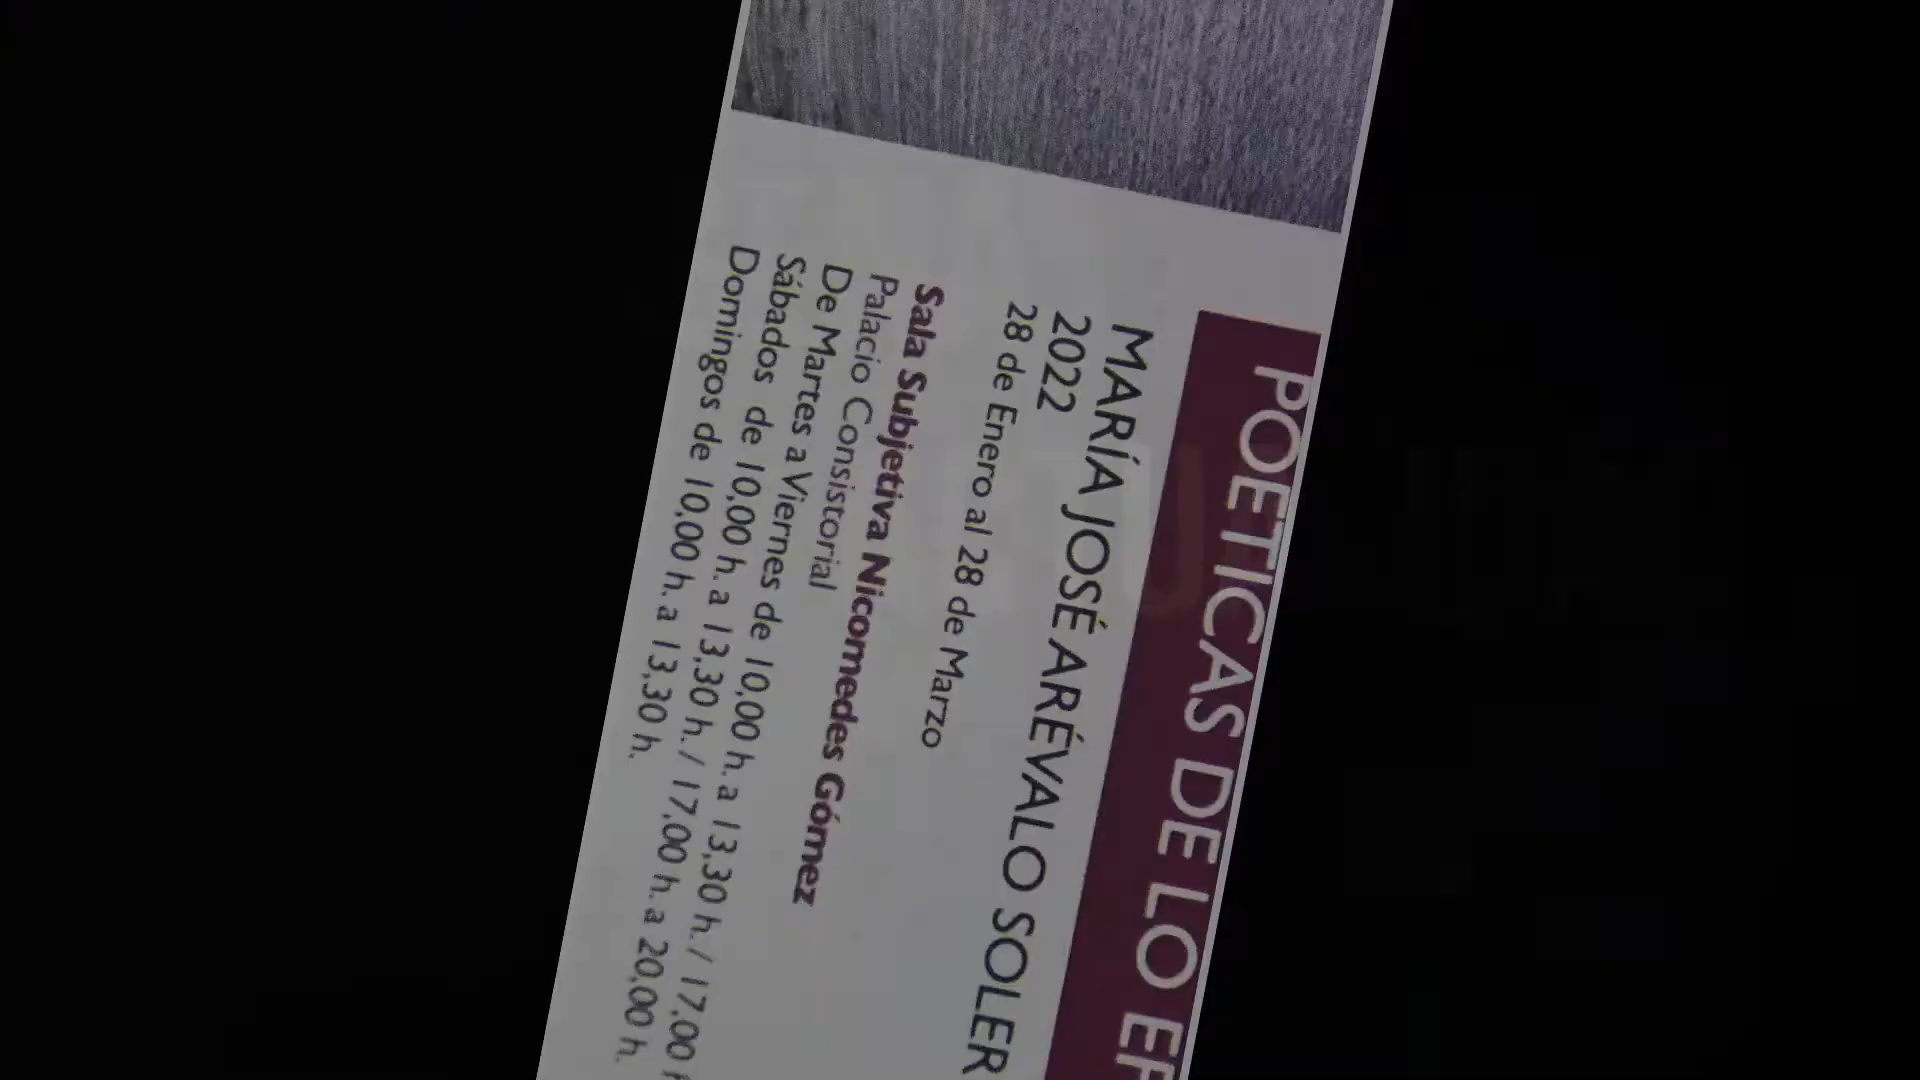 POETICAS DE LO
MARÍA JOSÉ ARÉVALO SOLER
2022
28 de Enero al 28 de Marzo
Sala Subjetiva Nicomedes Gómez
Palacio Consistorial
De Martes a Viernes de 10,00 h. a 13,30 h. / 17,00
Sábados de 10,00 h. a 13,30 h. / 17,00 h. a 20,00 h.
Domingos de 10,00 h. a 13,30 h.